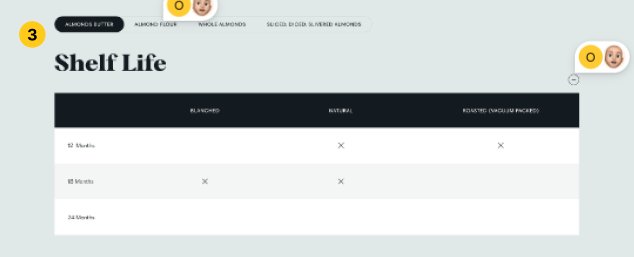 O
ALMONDS BUTTER ALMOND FLOUR WHOLE ALMONDS SLICED, DICED, SLIVERED ALMONDS
3
Shelf Life
O
BLANCHED NATURAL ROASTED (VACUUM PACKED)
12 Months
18 Months
24 Months